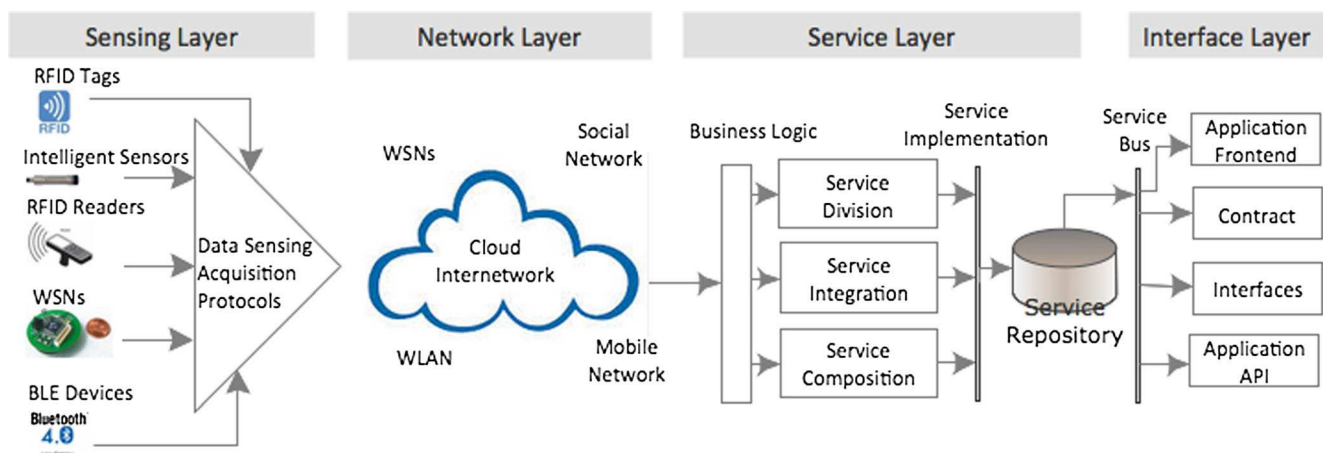 Sensing Layer
Network Layer
Service Layer
Interface Layer
RFID Tags
RFID
Intelligent Sensors
RFID Readers
WSNs
BLE Devices
Bluetooth
4.0
Data Sensing
Acquisition
Protocols
WSNs
Social
Network
Cloud
Internetwork
WLAN
Mobile
Network
Business Logic
Service
Division
Service
Integration
Service
Composition
Service
Implementation
Service
Repository
Service
Bus
Application
Frontend
Contract
Interfaces
Application
API